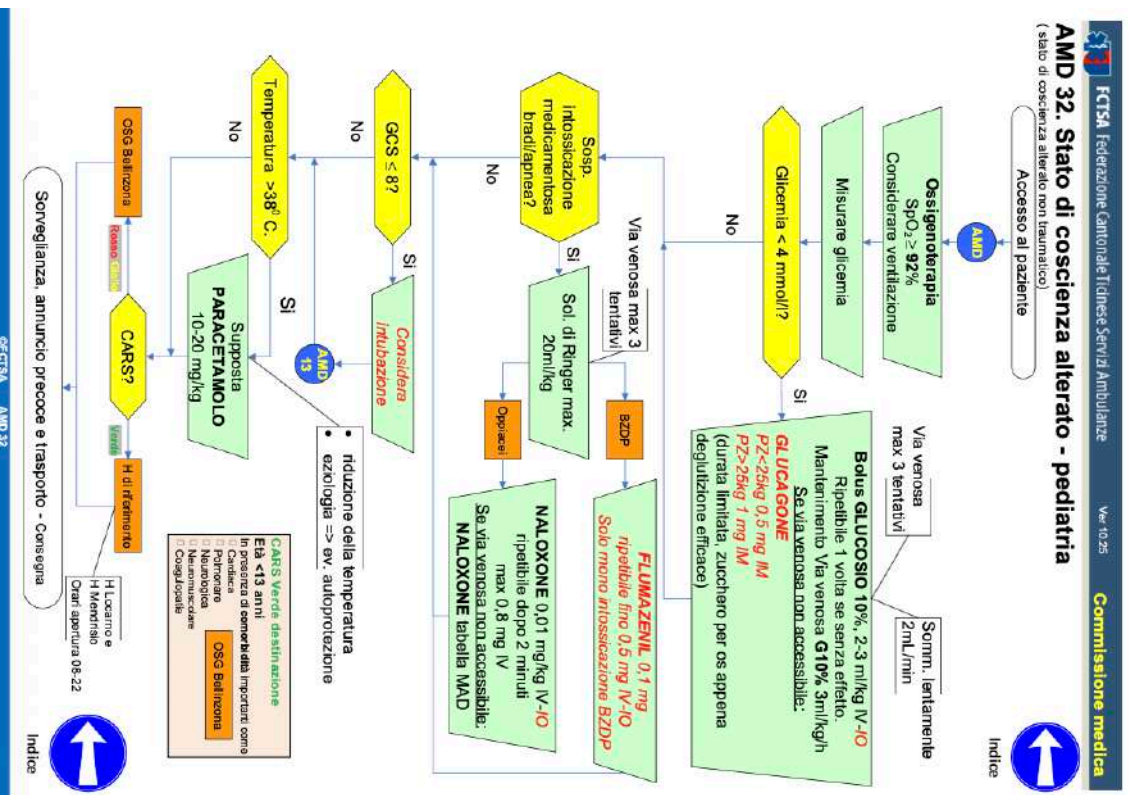 FCTSA Federazione Cantonale Ticinese Servizi Ambulanze
Ver 10.25
Commissione medica
AMD 32. Stato di coscienza alterato - pediatria
( stato di coscienza alterato non traumatico)
Indice
Accesso al paziente
AMD
Ossigenoterapia
SpO₂ ≥ 92%
Considerare ventilazione
Misurare glicemia
Glicemia < 4 mmol/l?
Si
No
Via venosa
max 3 tentativi
Somm. lentamente
2mL/min
Bolus GLUCOSIO 10%, 2-3 ml/kg IV-IO
Ripetibile 1 volta se senza effetto.
Mantenimento Via venosa G10% 3ml/kg/h
Se via venosa non accessibile:
GLUCAGONE
PZ<25kg 0,5 mg IM
PZ>25kg 1 mg IM
(durata limitata, zucchero per os appena
deglutizione efficace)
Sosp.
intossicazione
medicamentosa
bradi/apnea?
Si
No
Via venosa max 3
tentativi
Sol. di Ringer max.
20ml/kg
BZDP
Oppiacei
FLUMAZENIL 0,1 mg
ripetibile fino 0,5 mg IV-IO
Solo mono intossicazione BZDP
NALOXONE 0,01 mg/kg IV-IO
ripetibile dopo 2 minuti
max 0,8 mg IV
Se via venosa non accessibile:
NALOXONE tabella MAD
GCS ≤ 8?
Si
No
Considera
intubazione
AMD
13
Temperatura >38⁰ C.
Si
No
Supposta
PARACETAMOLO
10-20 mg/kg
• riduzione della temperatura
• eziologia => ev. autoprotezione
CARS?
Rosso Giallo
Verde
OSG Bellinzona
H di riferimento
H Locarno e
H Mendrisio
Orari apertura 08-22
CARS Verde destinazione
Età <13 anni
In presenza di comorbidità importanti come
□ Cardiaca
□ Polmonare
□ Neurologica
□ Neuromuscolare
□ Coagulopatie
OSG Bellinzona
Sorveglianza, annuncio precoce e trasporto - Consegna
Indice
©FCTSA AMD 32